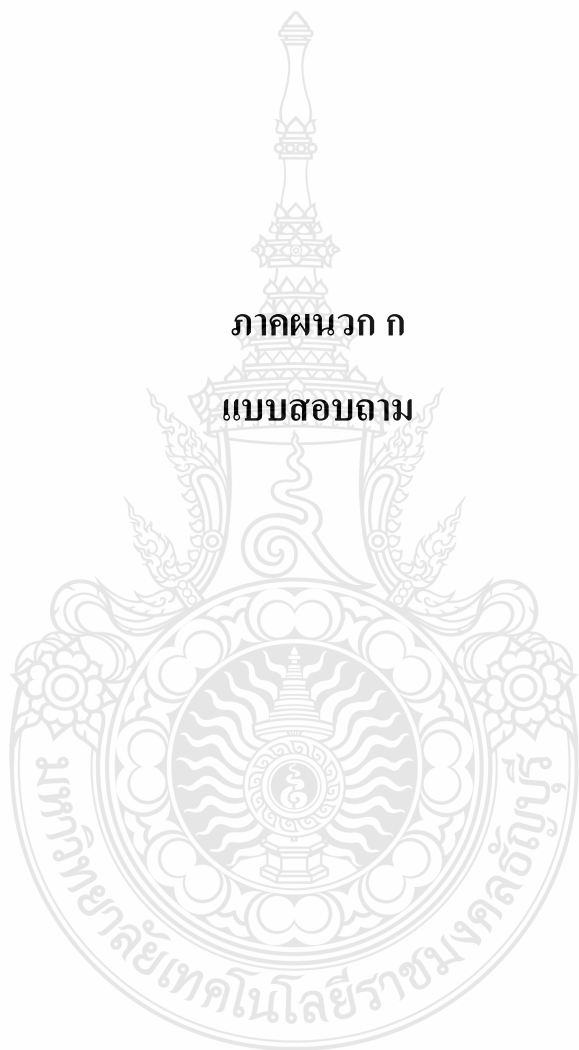 ภาคผนวก ก
แบบสอบถาม
มหาวิทยาลัยเทคโนโลยีราชมงคลธัญบุรี